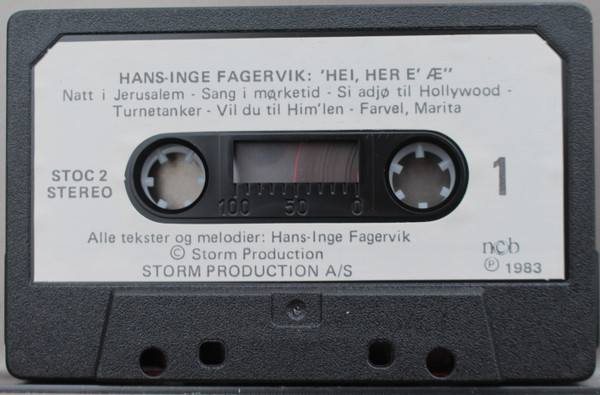 HANS-INGE FAGERVIK: 'HEI, HER E' Æ''
Natt i Jerusalem - Sang i mørketid - Si adjø til Hollywood -
Turnetanker - Vil du til Him'len - Farvel, Marita
STOC 2
STEREO
100 50 0
1
Alle tekster og melodier: Hans-Inge Fagervik
© Storm Production
STORM PRODUCTION A/S
ncb
℗ 1983